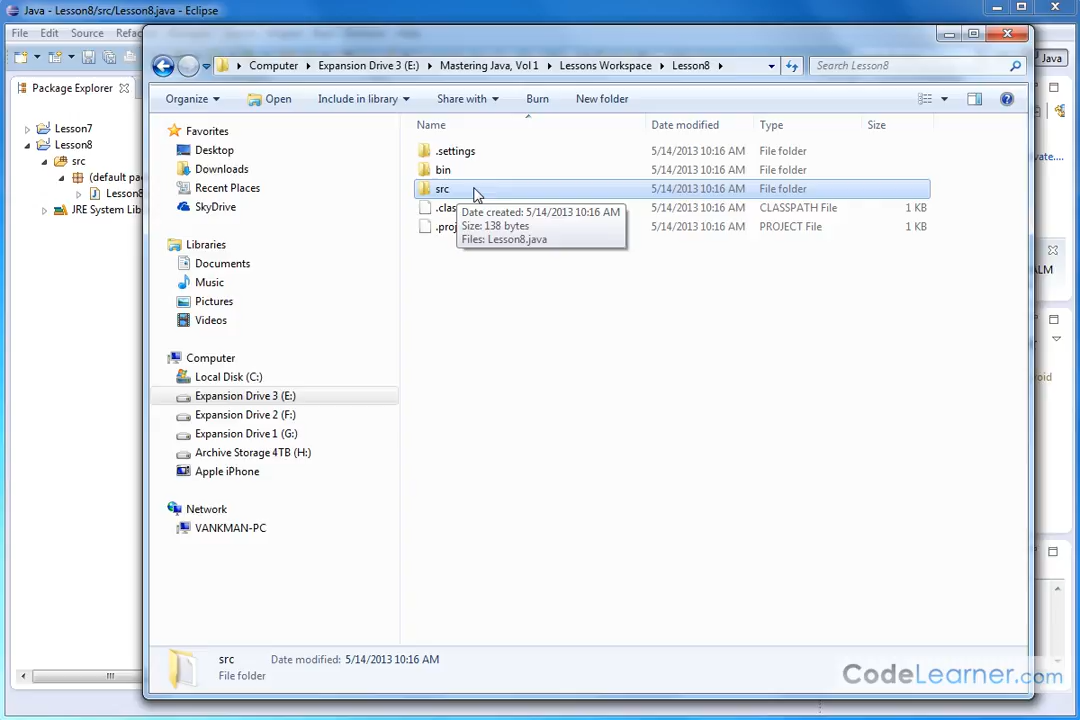 Java - Lesson8/src/Lesson8.java - Eclipse
File Edit Source Refac
Java
Package Explorer
Lesson7
Lesson8
src
(default pa
Lesson8
JRE System Lib
Computer Expansion Drive 3 (E:) Mastering Java, Vol 1 Lessons Workspace Lesson8
Search Lesson8
Organize Open Include in library Share with Burn New folder
Favorites
Desktop
Downloads
Recent Places
SkyDrive
Libraries
Documents
Music
Pictures
Videos
Computer
Local Disk (C:)
Expansion Drive 3 (E:)
Expansion Drive 2 (F:)
Expansion Drive 1 (G:)
Archive Storage 4TB (H:)
Apple iPhone
Network
VANKMAN-PC
Name Date modified Type Size
.settings 5/14/2013 10:16 AM File folder
bin 5/14/2013 10:16 AM File folder
src 5/14/2013 10:16 AM File folder
.clas 5/14/2013 10:16 AM CLASSPATH File 1 KB
.proj 5/14/2013 10:16 AM PROJECT File 1 KB
Date created: 5/14/2013 10:16 AM
Size: 138 bytes
Files: Lesson8.java
vate....
LM
oid
src Date modified: 5/14/2013 10:16 AM
File folder
CodeLearner.com